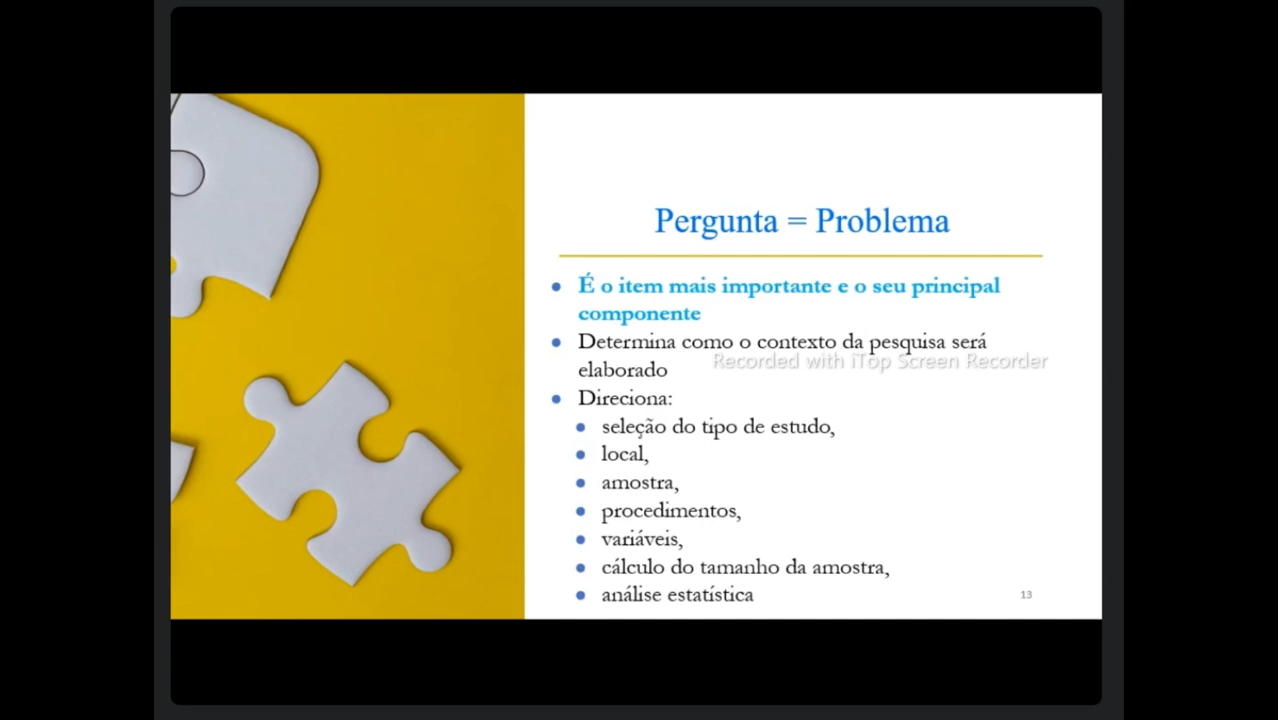 Pergunta = Problema
É o item mais importante e o seu principal
componente
Determina como o contexto da pesquisa será
Recorded with iTop Screen Recorder
elaborado
Direciona:
seleção do tipo de estudo,
local,
amostra,
procedimentos,
variáveis,
cálculo do tamanho da amostra,
análise estatística
13